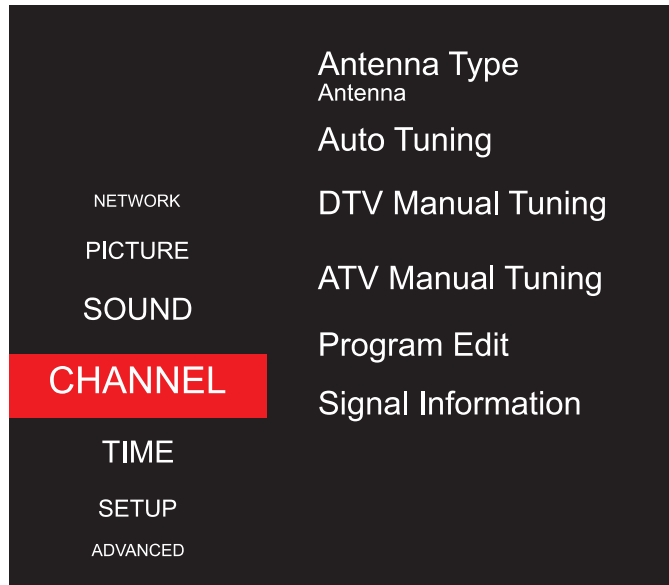 NETWORK
PICTURE
SOUND
CHANNEL
TIME
SETUP
ADVANCED
Antenna Type
Antenna
Auto Tuning
DTV Manual Tuning
ATV Manual Tuning
Program Edit
Signal Information